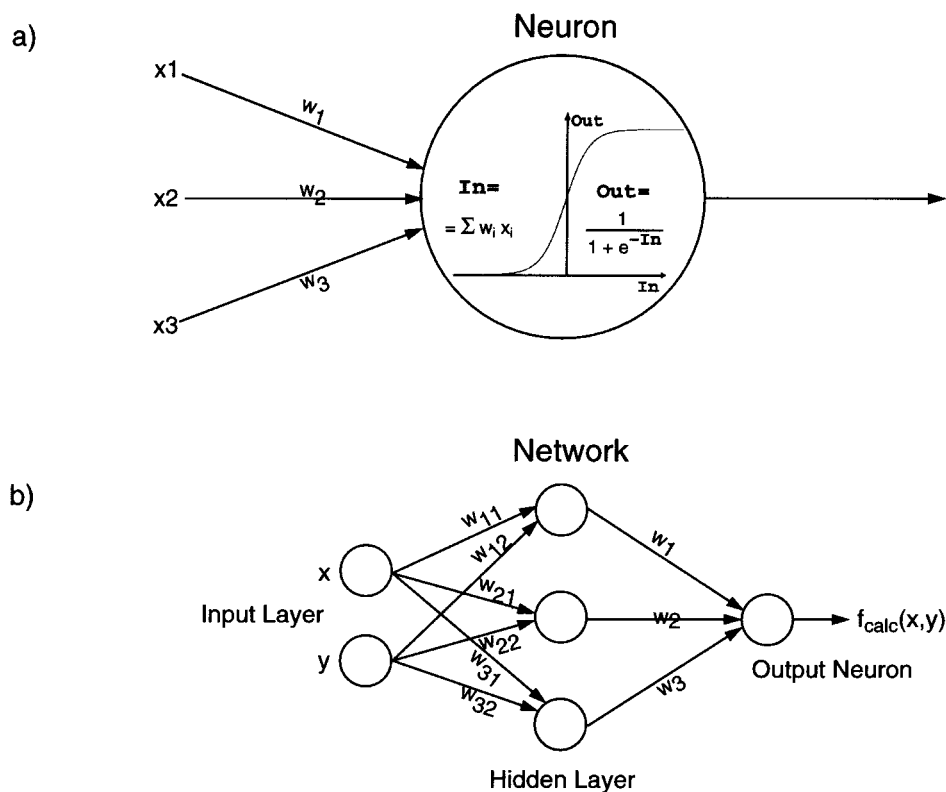 a)
Neuron
x1
w1
x2
w2
x3
w3
Out
In=
= Σ wi xi
Out=
1
1 + e^-In
In
b)
Network
x
Input Layer
y
w11
w12
w21
w22
w31
w32
w1
w2
w3
fcalc(x,y)
Output Neuron
Hidden Layer